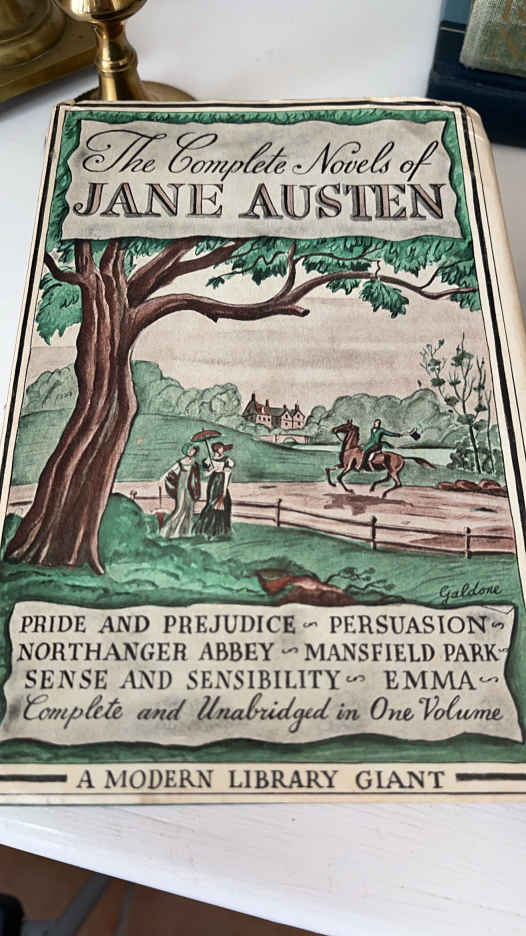 The Complete Novels of
JANE AUSTEN
Galdone
PRIDE AND PREJUDICE ~ PERSUASION ~
NORTHANGER ABBEY ~ MANSFIELD PARK ~
SENSE AND SENSIBILITY ~ EMMA ~
Complete and Unabridged in One Volume
A MODERN LIBRARY GIANT